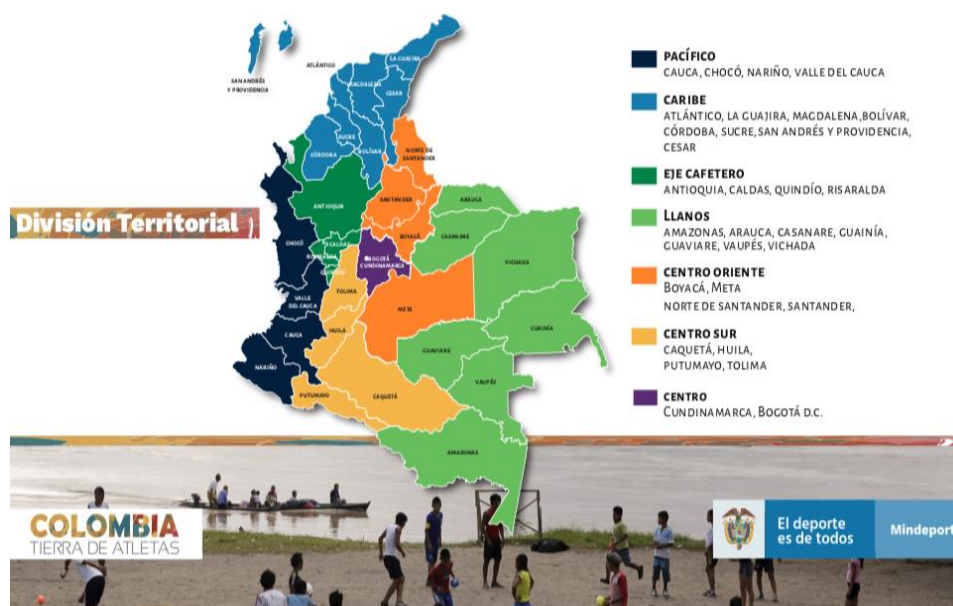 SAN ANDRÉS
Y PROVIDENCIA
ATLÁNTICO
LA GUAJIRA
MAGDALENA
CESAR
SUCRE
BOLÍVAR
CÓRDOBA
NORTE DE
SANTANDER
ANTIOQUIA
SANTANDER
ARAUCA
BOYACÁ
CASANARE
CHOCÓ
CALDAS
RISARALDA
QUINDÍO
BOGOTÁ
CUNDINAMARCA
VICHADA
TOLIMA
VALLE
DEL CAUCA
META
HUILA
CAUCA
GUAINÍA
GUAVIARE
NARIÑO
VAUPÉS
PUTUMAYO
CAQUETÁ
AMAZONAS
División Territorial
PACÍFICO
CAUCA, CHOCÓ, NARIÑO, VALLE DEL CAUCA
CARIBE
ATLÁNTICO, LA GUAJIRA, MAGDALENA,BOLÍVAR,
CÓRDOBA, SUCRE, SAN ANDRÉS Y PROVIDENCIA,
CESAR
EJE CAFETERO
ANTIOQUIA, CALDAS, QUINDÍO, RISARALDA
LLANOS
AMAZONAS, ARAUCA, CASANARE, GUAINÍA,
GUAVIARE, VAUPÉS, VICHADA
CENTRO ORIENTE
BOYACÁ, META
NORTE DE SANTANDER, SANTANDER,
CENTRO SUR
CAQUETÁ, HUILA,
PUTUMAYO, TOLIMA
CENTRO
CUNDINAMARCA, BOGOTÁ D.C.
COLOMBIA
TIERRA DE ATLETAS
El deporte
es de todos
Mindeport